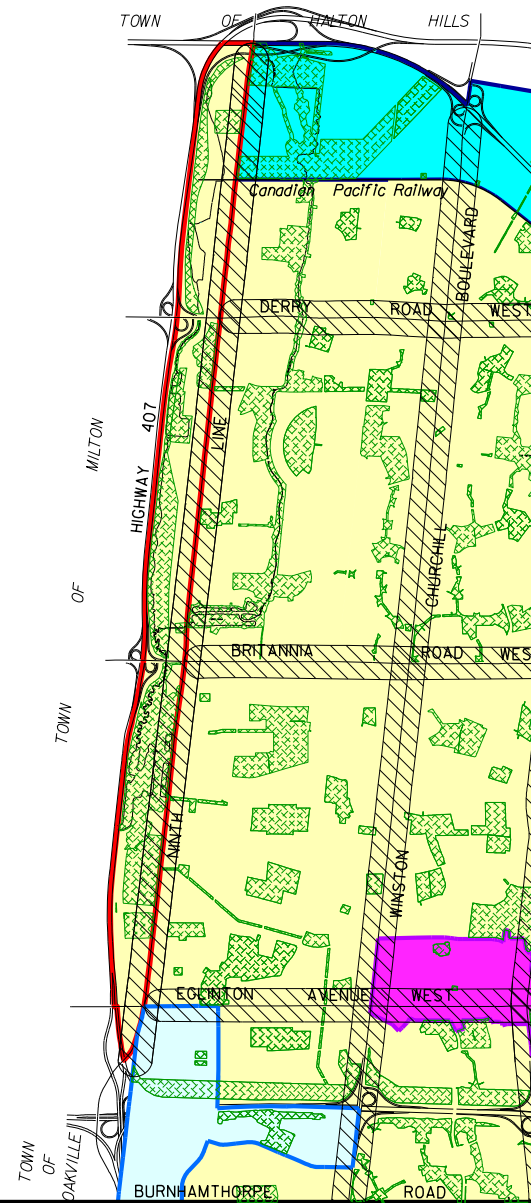 TOWN OF HALTON HILLS
Canadian Pacific Railway
BOULEVARD
DERRY ROAD WEST
HIGHWAY 407
LINE
TOWN OF MILTON
CHURCHILL
BRITANNIA ROAD WES
NINTH
WINSTON
EGLINTON AVENUE WEST
TOWN OF OAKVILLE
BURNHAMTHORPE ROAD